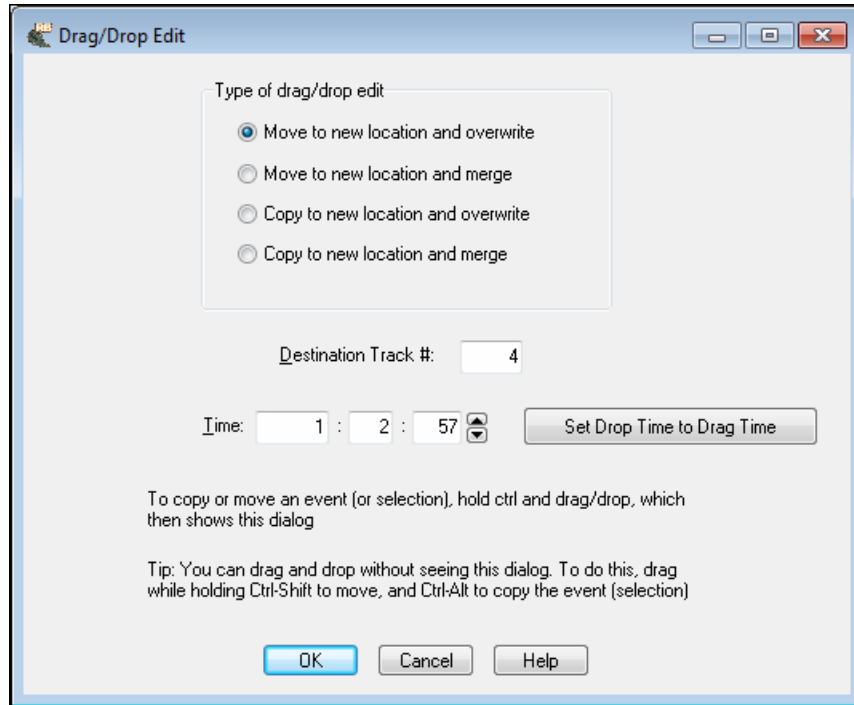 Drag/Drop Edit
Type of drag/drop edit
Move to new location and overwrite
Move to new location and merge
Copy to new location and overwrite
Copy to new location and merge
Destination Track #: 4
Time: 1 : 2 : 57 Set Drop Time to Drag Time
To copy or move an event (or selection), hold ctrl and drag/drop, which
then shows this dialog
Tip: You can drag and drop without seeing this dialog. To do this, drag
while holding Ctrl-Shift to move, and Ctrl-Alt to copy the event (selection)
OK Cancel Help